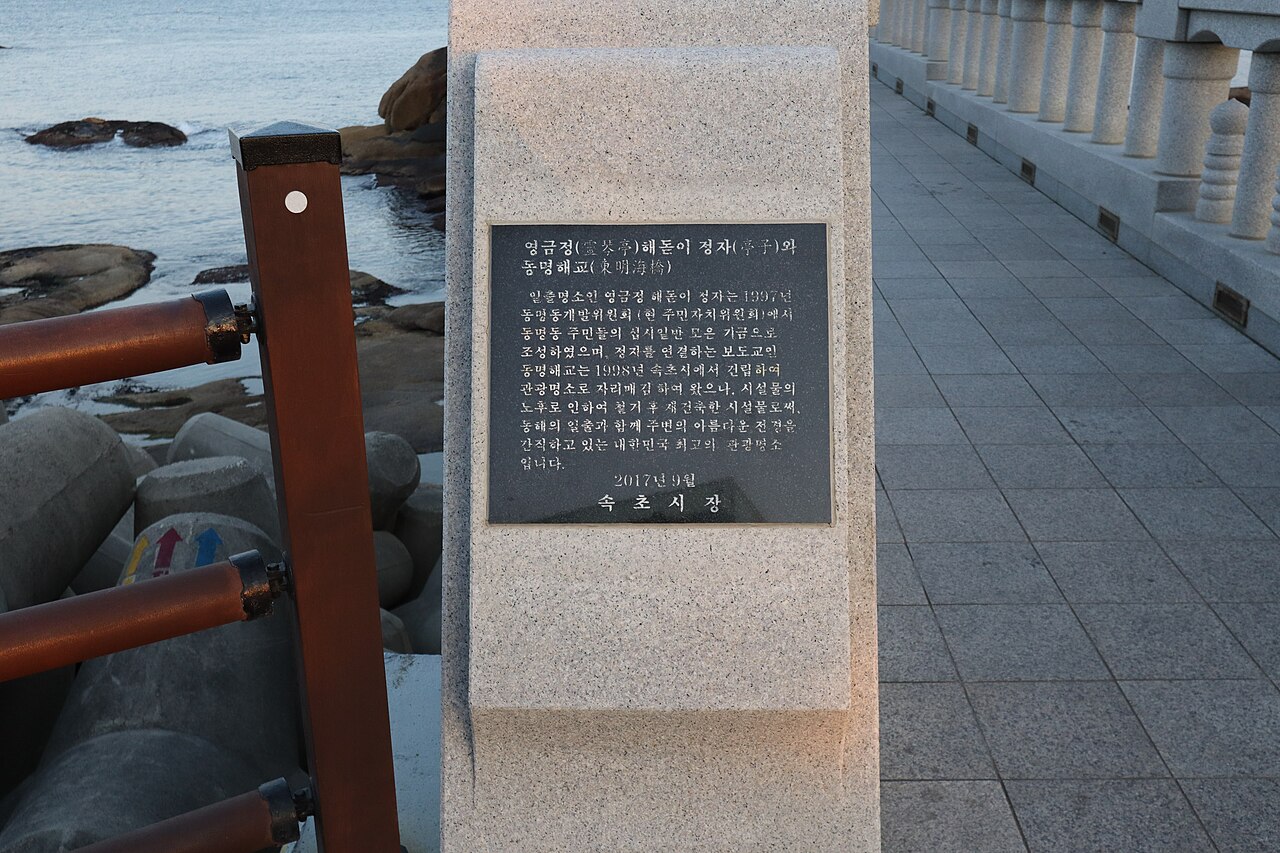 영금정(靈琴亭)해돋이 정자(亭子)와
동명해교(東明海橋)
일출명소인 영금정 해돋이 정자는 1997년
동명동개발위원회(현 주민자치위원회)에서
동명동 주민들의 십시일반 모은 기금으로
조성하였으며, 정자를 연결하는 보도교인
동명해교는 1998년 속초시에서 건립하여
관광명소로 자리매김 하여 왔으나, 시설물의
노후로 인하여 철거 후 재건축한 시설물로써,
동해의 일출과 함께 주변의 아름다운 전경을
간직하고 있는 대한민국 최고의 관광명소
입니다.
2017년 9월
속 초 시 장